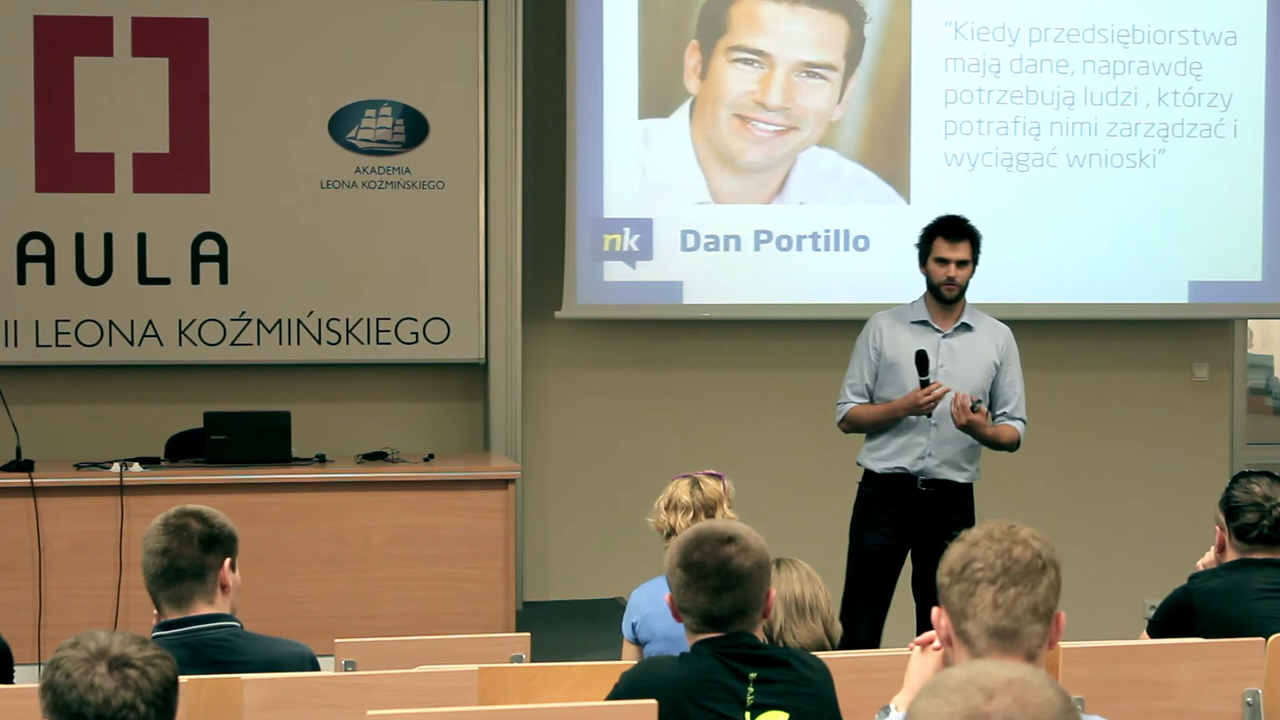 AKADEMIA
LEONA KOŹMIŃSKIEGO
AULA
II LEONA KOŹMIŃSKIEGO
"Kiedy przedsiębiorstwa
mają dane, naprawdę
potrzebują ludzi , którzy
potrafią nimi zarządzać i
wyciągać wnioski"
nk
Dan Portillo